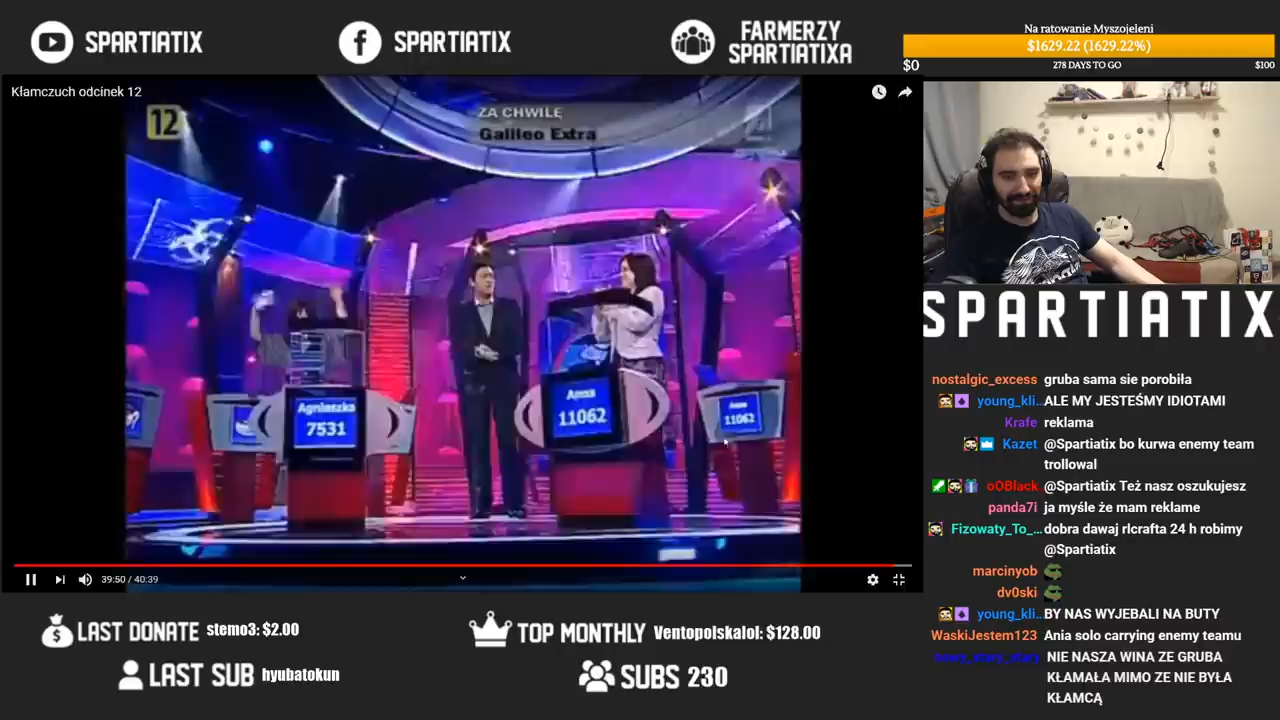 SPARTIATIX
SPARTIATIX
FARMERZY
SPARTIATIXA
Na ratowanie Myszojeleni
$1629.22 (1629.22%)
$0
278 DAYS TO GO
$100
Kłamczuch odcinek 12
12
ZA CHWILĘ
Galileo Extra
Agnieszka
7531
Anna
11062
Anna
11062
39:50 / 40:39
SPARTIATIX
nostalgic_excess gruba sama sie porobiła
young_kli... ALE MY JESTEŚMY IDIOTAMI
Krafe reklama
Kazet @Spartiatix bo kurwa enemy team
trollował
oOBlack @Spartiatix Też nasz oszukujesz
panda7i ja myśle że mam reklame
Fizowaty_To_... dobra dawaj rlcrafta 24 h robimy
@Spartiatix
marcinyob
dv0ski
young_kli... BY NAS WYJEBALI NA BUTY
WaskiJestem123 Ania solo carrying enemy teamu
nowy_stary_stary NIE NASZA WINA ZE GRUBA
KŁAMAŁA MIMO ZE NIE BYŁA
KŁAMCĄ
LAST DONATE stemo3: $2.00
TOP MONTHLY Ventopolskalol: $128.00
LAST SUB hyubatokun
SUBS 230